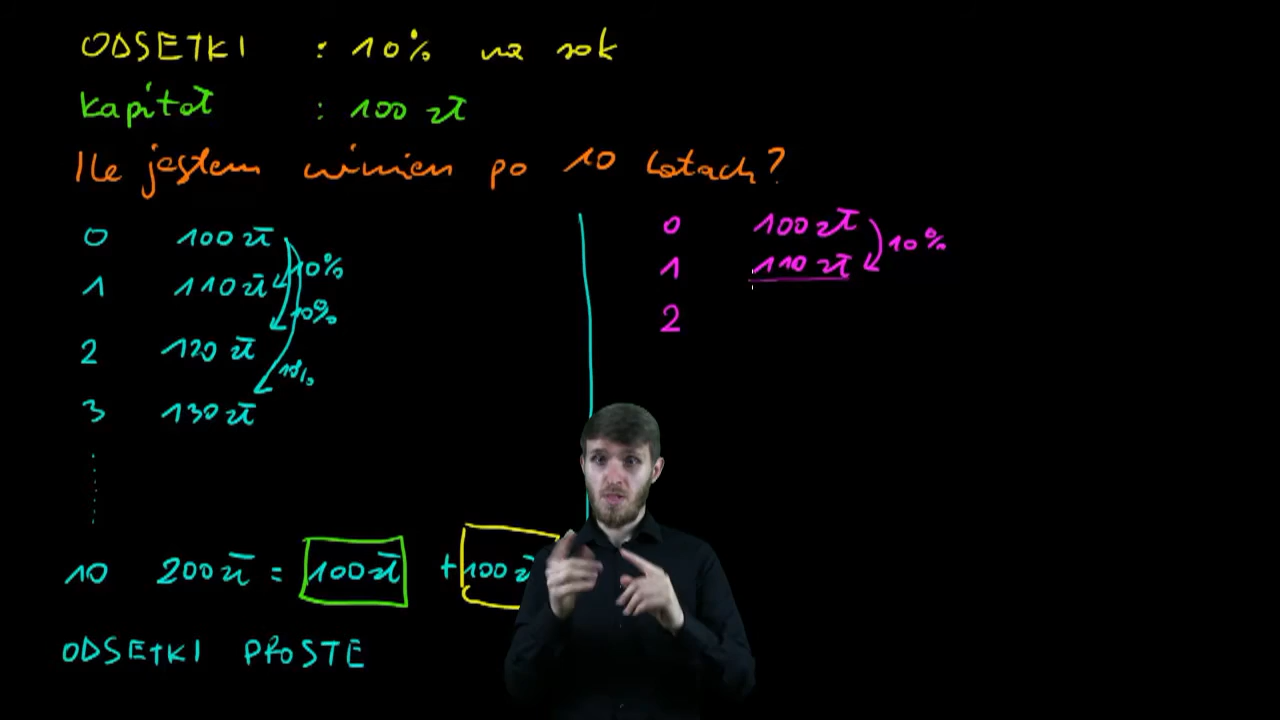 ODSETKI : 10% na rok
kapitał : 100 zł
Ile jestem winien po 10 latach?
0 100 zł
1 110 zł
2 120 zł
3 130 zł
10%
10%
10%
10 200 zł = 100 zł + 100 z
ODSETKI PROSTE
0 100 zł
1 110 zł
2
10%